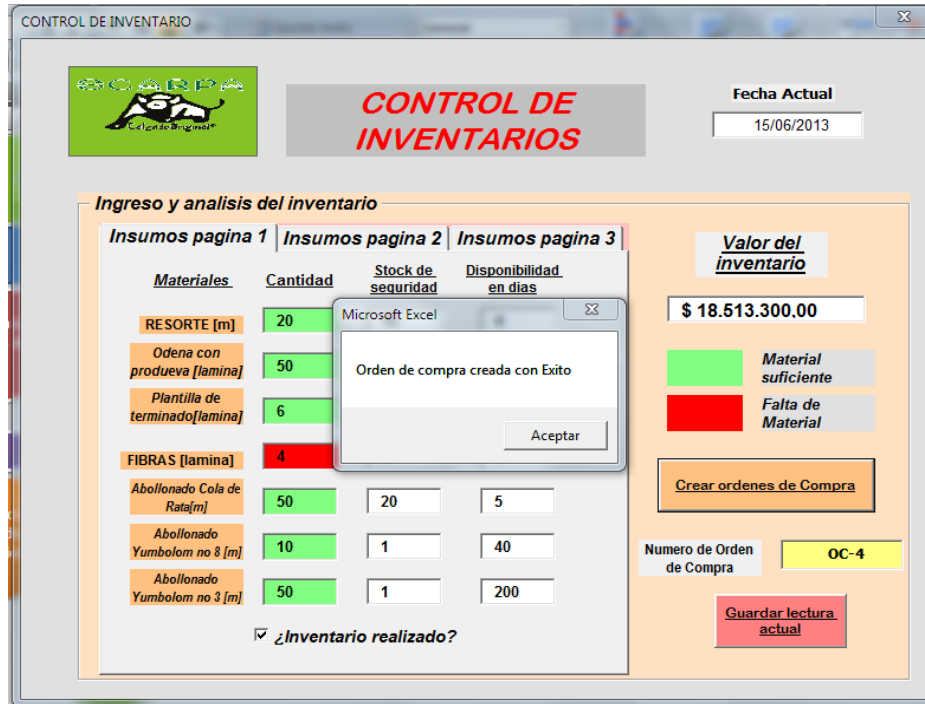 CONTROL DE INVENTARIO
SCARPA
Calzado Original
CONTROL DE
INVENTARIOS
Fecha Actual
15/06/2013
Ingreso y analisis del inventario
Insumos pagina 1
Insumos pagina 2
Insumos pagina 3
Materiales
Cantidad
Stock de
seguridad
Disponibilidad
en dias
RESORTE [m]
20
Odena con
produeva [lamina]
50
Plantilla de
terminado[lamina]
6
FIBRAS [lamina]
4
Abollonado Cola de
Rata[m]
50
20
5
Abollonado
Yumbolom no 8 [m]
10
1
40
Abollonado
Yumbolom no 3 [m]
50
1
200
¿Inventario realizado?
Microsoft Excel
Orden de compra creada con Exito
Aceptar
Valor del
inventario
$ 18.513.300,00
Material
suficiente
Falta de
Material
Crear ordenes de Compra
Numero de Orden
de Compra
OC-4
Guardar lectura
actual